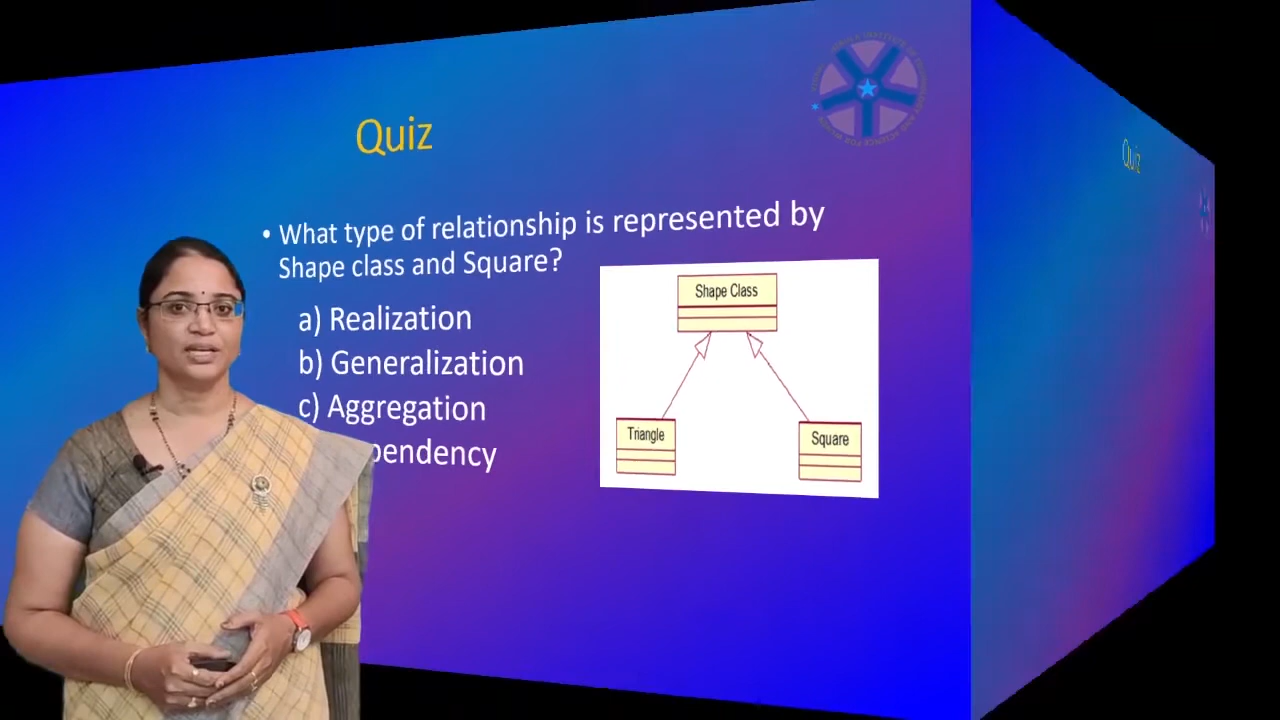 Quiz
• What type of relationship is represented by
Shape class and Square?
a) Realization
b) Generalization
c) Aggregation
pendency
Shape Class
Triangle
Square
Quiz